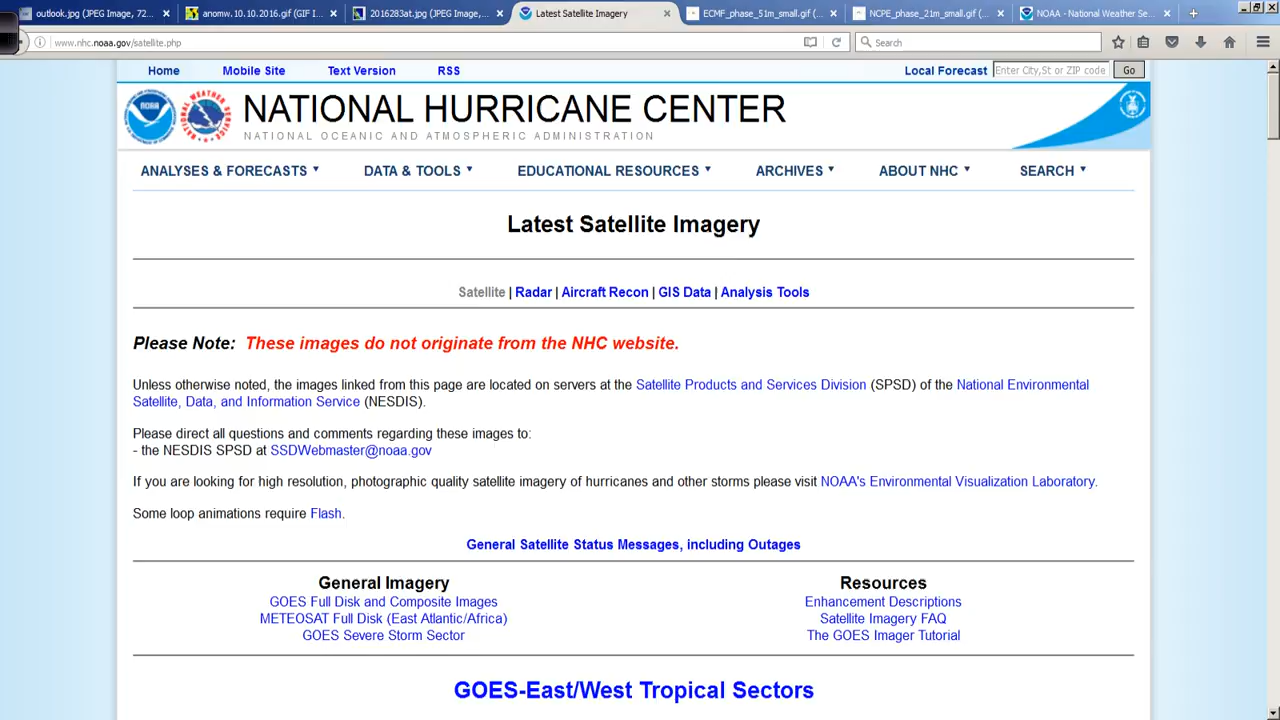 outlook.jpg (JPEG Image, 72...
anomw.10.10.2016.gif (GIF I...
2016283at.jpg (JPEG Image,...
Latest Satellite Imagery
ECMF_phase_51m_small.gif (...
NCPE_phase_21m_small.gif (...
NOAA - National Weather Se...
www.nhc.noaa.gov/satellite.php
Search
Home Mobile Site Text Version RSS
Local Forecast Enter City,St or ZIP code Go
NATIONAL HURRICANE CENTER
NATIONAL OCEANIC AND ATMOSPHERIC ADMINISTRATION
ANALYSES & FORECASTS DATA & TOOLS EDUCATIONAL RESOURCES ARCHIVES ABOUT NHC SEARCH
Latest Satellite Imagery
Satellite | Radar | Aircraft Recon | GIS Data | Analysis Tools
Please Note: These images do not originate from the NHC website.
Unless otherwise noted, the images linked from this page are located on servers at the Satellite Products and Services Division (SPSD) of the National Environmental
Satellite, Data, and Information Service (NESDIS).
Please direct all questions and comments regarding these images to:
- the NESDIS SPSD at SSDWebmaster@noaa.gov
If you are looking for high resolution, photographic quality satellite imagery of hurricanes and other storms please visit NOAA's Environmental Visualization Laboratory.
Some loop animations require Flash.
General Satellite Status Messages, including Outages
General Imagery
GOES Full Disk and Composite Images
METEOSAT Full Disk (East Atlantic/Africa)
GOES Severe Storm Sector
Resources
Enhancement Descriptions
Satellite Imagery FAQ
The GOES Imager Tutorial
GOES-East/West Tropical Sectors